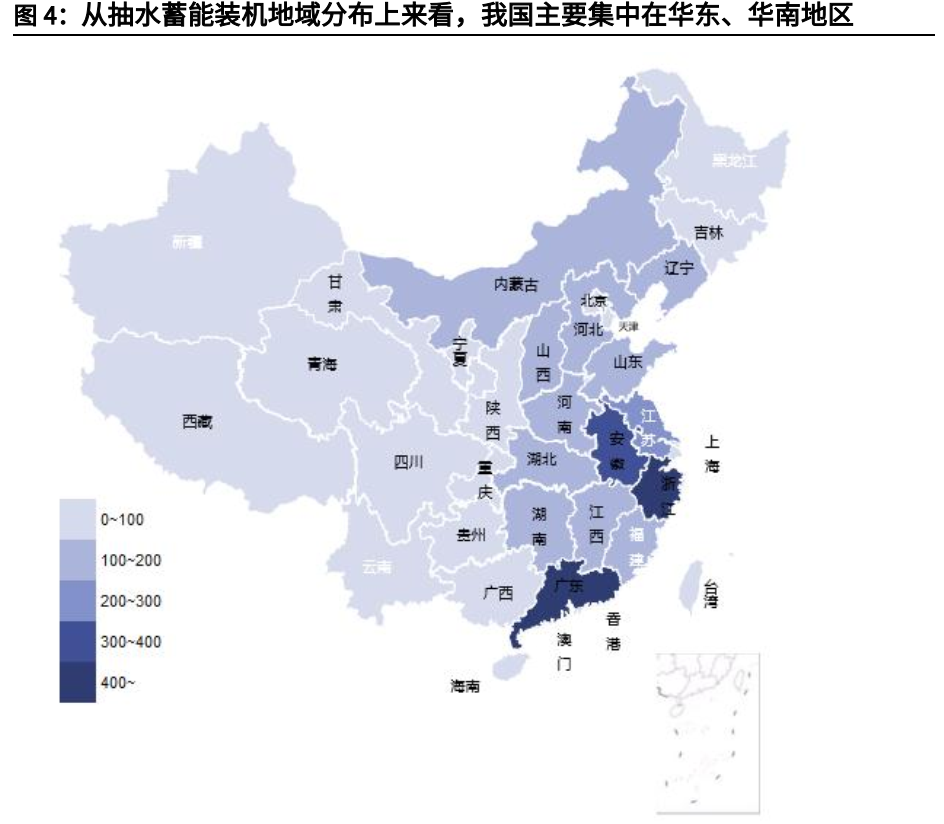 图 4：从抽水蓄能装机地域分布上来看，我国主要集中在华东、华南地区
黑龙江
吉林
辽宁
新疆
内蒙古
甘肃
北京
天津
河北
宁夏
山西
山东
青海
陕西
河南
江苏
西藏
四川
重庆
湖北
安徽
上海
浙江
湖南
江西
福建
贵州
云南
广西
广东
台湾
香港
澳门
海南
0~100
100~200
200~300
300~400
400~